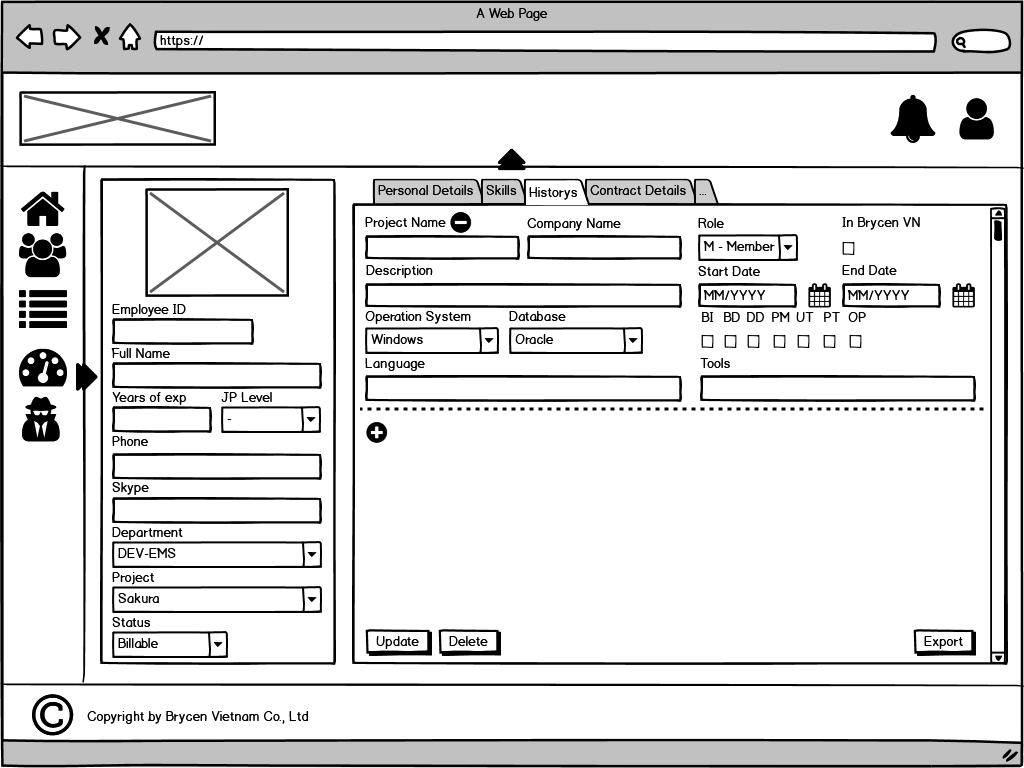 A Web Page
https://
Personal Details
Skills
Historys
Contract Details
...
Employee ID
Full Name
Years of exp
JP Level
-
Phone
Skype
Department
DEV-EMS
Project
Sakura
Status
Billable
Project Name
Company Name
Role
In Brycen VN
M - Member
Description
Start Date
End Date
MM/YYYY
MM/YYYY
Operation System
Database
BI BD DD PM UT PT OP
Windows
Oracle
Language
Tools
Update
Delete
Export
© Copyright by Brycen Vietnam Co., Ltd